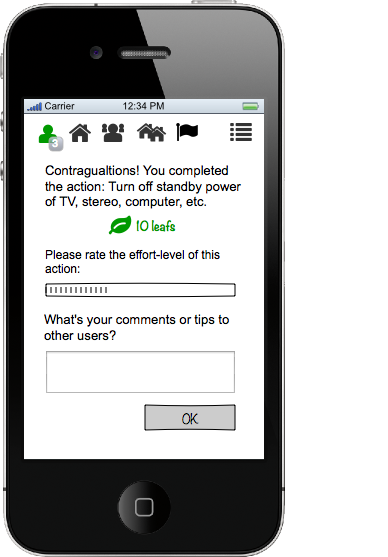 Carrier 12:34 PM
3
Contragualtions! You completed
the action: Turn off standby power
of TV, stereo, computer, etc.
10 leafs
Please rate the effort-level of this
action:
What's your comments or tips to
other users?
OK